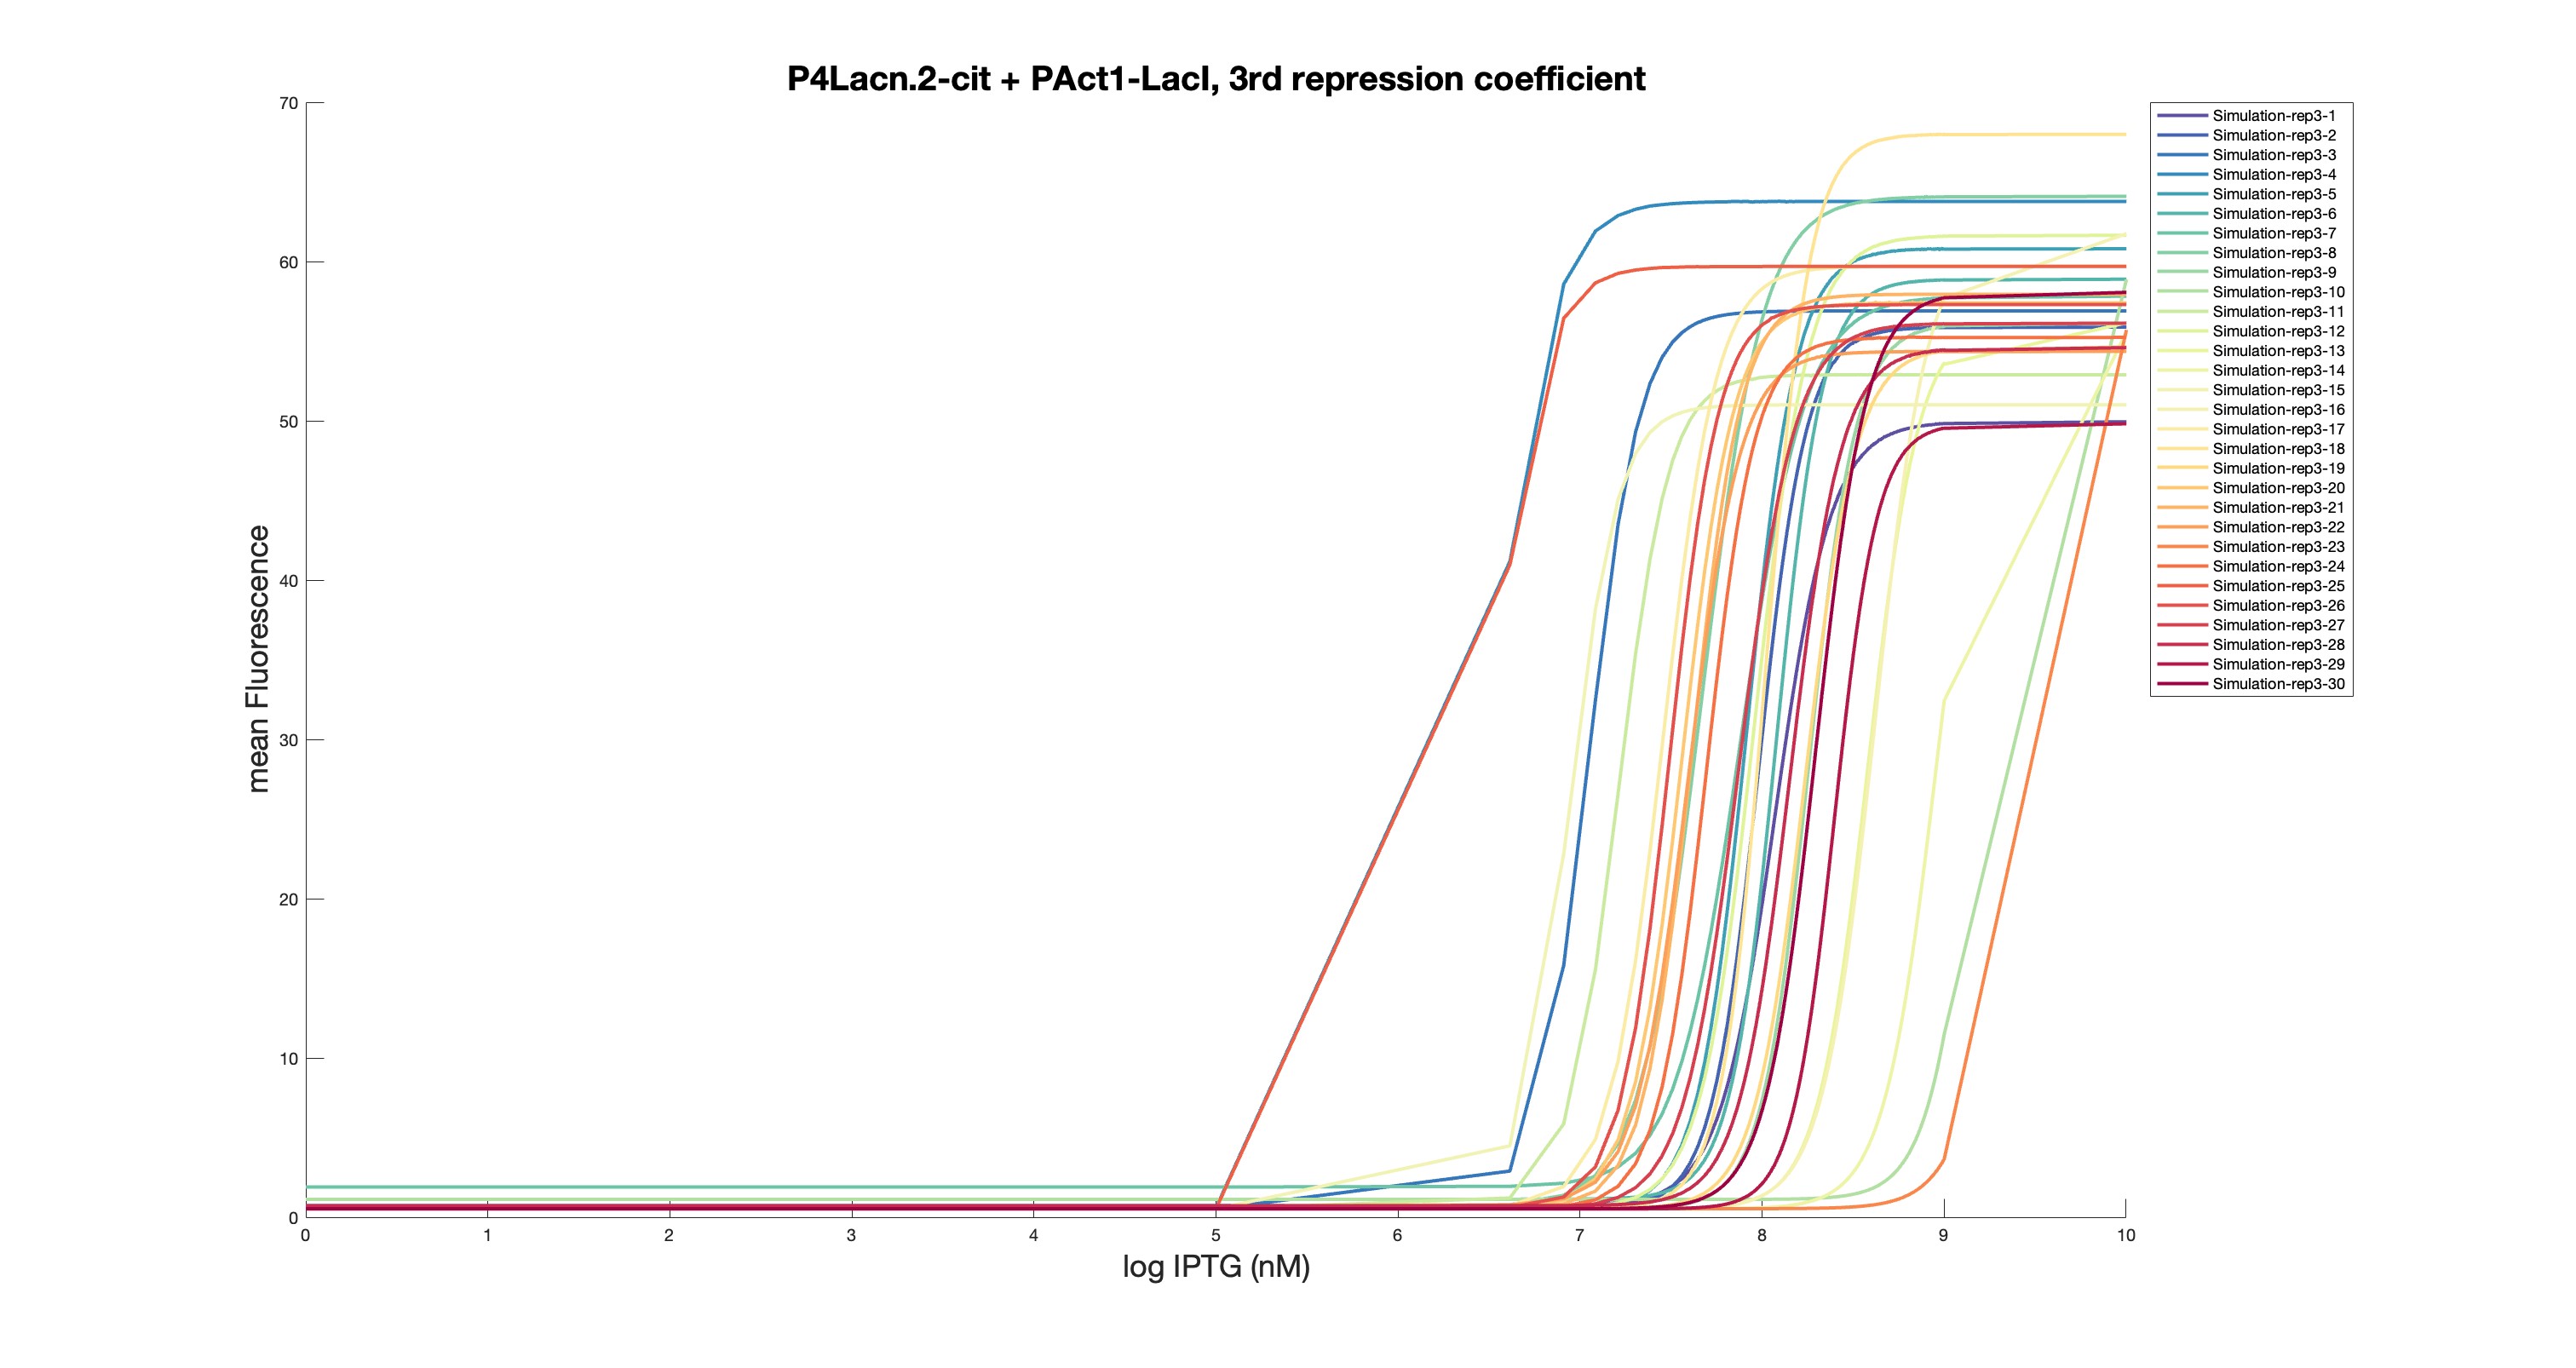 P4Lacn.2-cit + PAct1-LacI, 3rd repression coefficient
70
60
50
40
30
20
10
0
mean Fluorescence
0 1 2 3 4 5 6 7 8 9 10
log IPTG (nM)
Simulation-rep3-1
Simulation-rep3-2
Simulation-rep3-3
Simulation-rep3-4
Simulation-rep3-5
Simulation-rep3-6
Simulation-rep3-7
Simulation-rep3-8
Simulation-rep3-9
Simulation-rep3-10
Simulation-rep3-11
Simulation-rep3-12
Simulation-rep3-13
Simulation-rep3-14
Simulation-rep3-15
Simulation-rep3-16
Simulation-rep3-17
Simulation-rep3-18
Simulation-rep3-19
Simulation-rep3-20
Simulation-rep3-21
Simulation-rep3-22
Simulation-rep3-23
Simulation-rep3-24
Simulation-rep3-25
Simulation-rep3-26
Simulation-rep3-27
Simulation-rep3-28
Simulation-rep3-29
Simulation-rep3-30